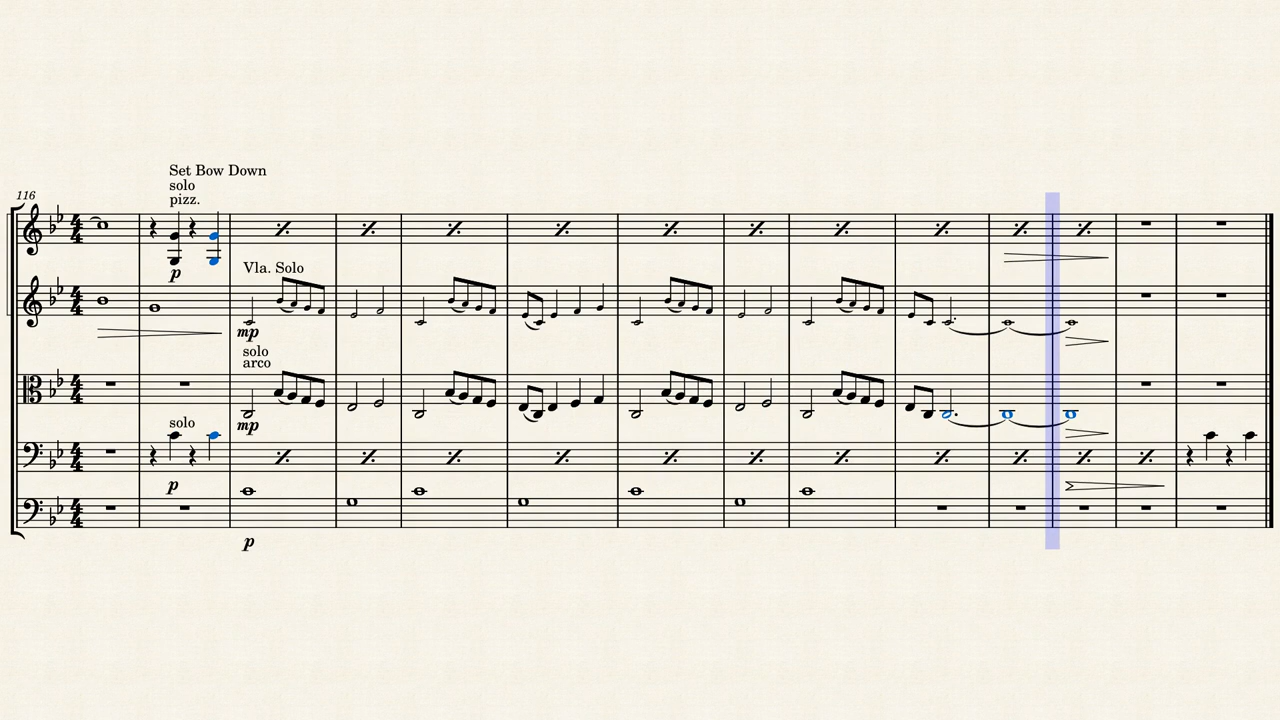 116
Set Bow Down
solo
pizz.
p
Vla. Solo
mp
solo
arco
mp
solo
p
p